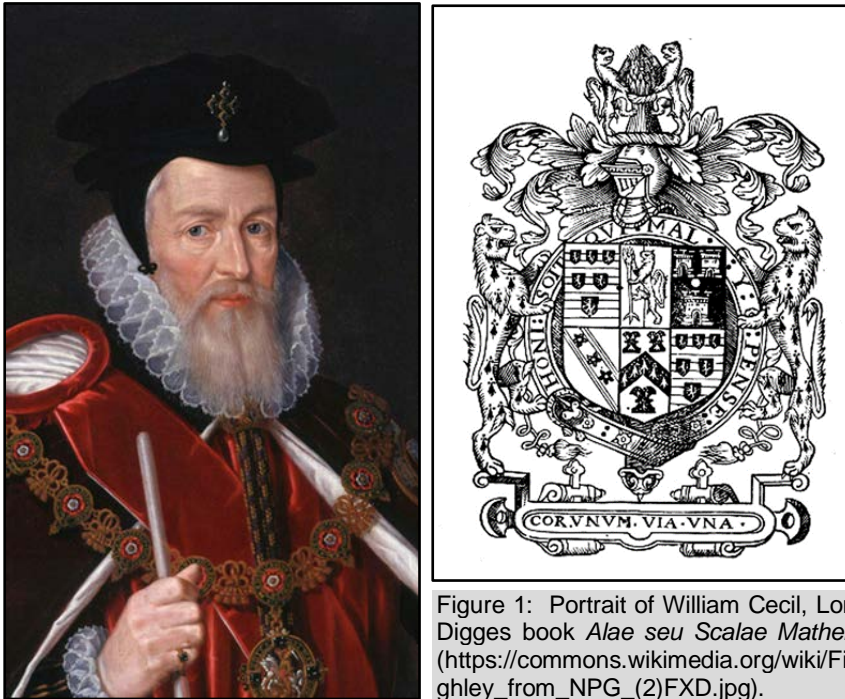 HONI · SOIT · QVI · MAL · Y · PENSE
COR·VNVM·VIA·VNA·
Figure 1: Portrait of William Cecil, Lor
Digges book Alae seu Scalae Mathe
(https://commons.wikimedia.org/wiki/Fi
ghley_from_NPG_(2)FXD.jpg).